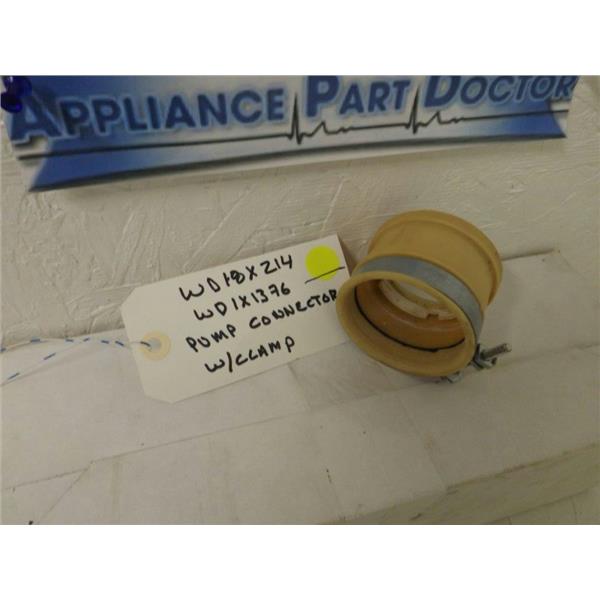 APPLIANCE PART DOCTOR
WD18X214
WD1X1376
PUMP CONNECTOR
W/CLAMP